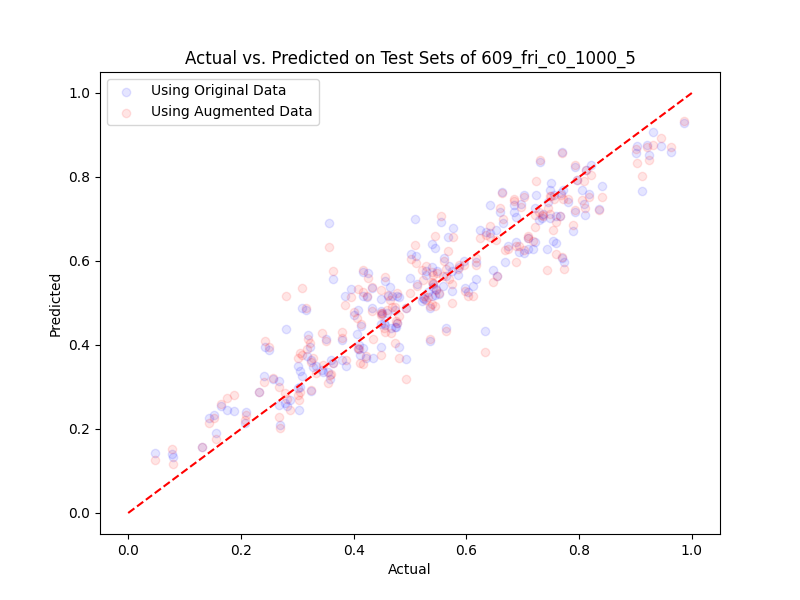 Actual vs. Predicted on Test Sets of 609_fri_c0_1000_5
Using Original Data
Using Augmented Data
1.0
0.8
0.6
0.4
0.2
0.0
Predicted
0.0 0.2 0.4 0.6 0.8 1.0
Actual